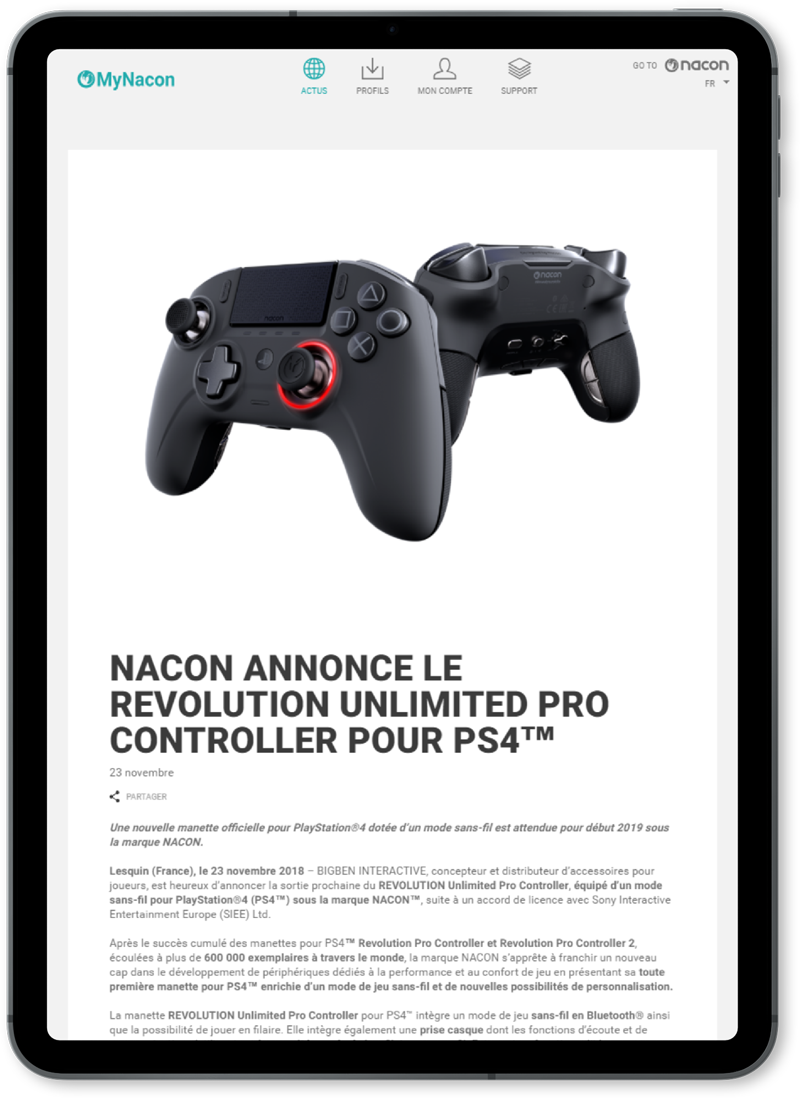 MyNacon
ACTUS
PROFILS
MON COMPTE
SUPPORT
GO TO nacon
FR
nacon
nacon
NACON ANNONCE LE
REVOLUTION UNLIMITED PRO
CONTROLLER POUR PS4™
23 novembre
PARTAGER
Une nouvelle manette officielle pour PlayStation®4 dotée d'un mode sans-fil est attendue pour début 2019 sous
la marque NACON.
Lesquin (France), le 23 novembre 2018 – BIGBEN INTERACTIVE, concepteur et distributeur d'accessoires pour
joueurs, est heureux d'annoncer la sortie prochaine du REVOLUTION Unlimited Pro Controller, équipé d'un mode
sans-fil pour PlayStation®4 (PS4™) sous la marque NACON™, suite à un accord de licence avec Sony Interactive
Entertainment Europe (SIEE) Ltd.
Après le succès cumulé des manettes pour PS4™ Revolution Pro Controller et Revolution Pro Controller 2,
écoulées à plus de 600 000 exemplaires à travers le monde, la marque NACON s'apprête à franchir un nouveau
cap dans le développement de périphériques dédiés à la performance et au confort de jeu en présentant sa toute
première manette pour PS4™ enrichie d'un mode de jeu sans-fil et de nouvelles possibilités de personnalisation.
La manette REVOLUTION Unlimited Pro Controller pour PS4™ intègre un mode de jeu sans-fil en Bluetooth® ainsi
que la possibilité de jouer en filaire. Elle intègre également une prise casque dont les fonctions d'écoute et de